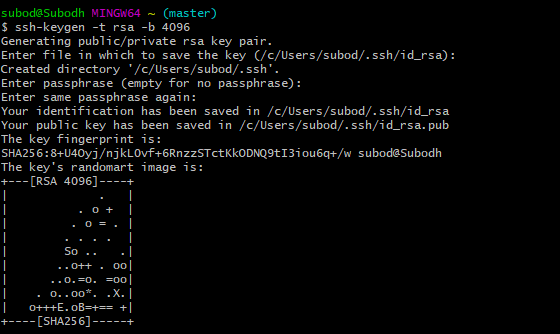 subod@Subodh MINGW64 ~ (master)
$ ssh-keygen -t rsa -b 4096
Generating public/private rsa key pair.
Enter file in which to save the key (/c/Users/subod/.ssh/id_rsa):
Created directory '/c/Users/subod/.ssh'.
Enter passphrase (empty for no passphrase):
Enter same passphrase again:
Your identification has been saved in /c/Users/subod/.ssh/id_rsa
Your public key has been saved in /c/Users/subod/.ssh/id_rsa.pub
The key fingerprint is:
SHA256:8+U4Oyj/njkLOvf+6RnzzSTctKkODNQ9tI3iou6q+/w subod@Subodh
The key's randomart image is:
+---[RSA 4096]----+
|             .   |
|          . o +  |
|         . o = . |
|        . . . .  |
|        So ..   .|
|       ..o++ . oo|
|      ..o.=o. =oo|
|    . o..oo*. .X.|
|   o+++E.oB=+== +|
+----[SHA256]-----+